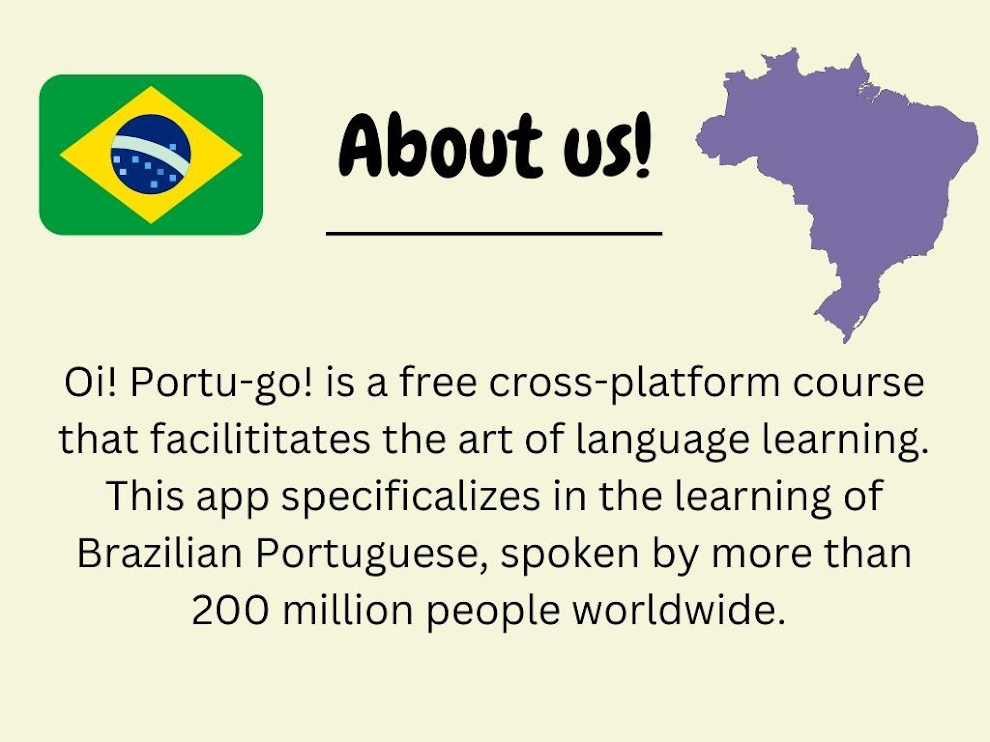 About us!
Oi! Portu-go! is a free cross-platform course
that facilititates the art of language learning.
This app specificalizes in the learning of
Brazilian Portuguese, spoken by more than
200 million people worldwide.